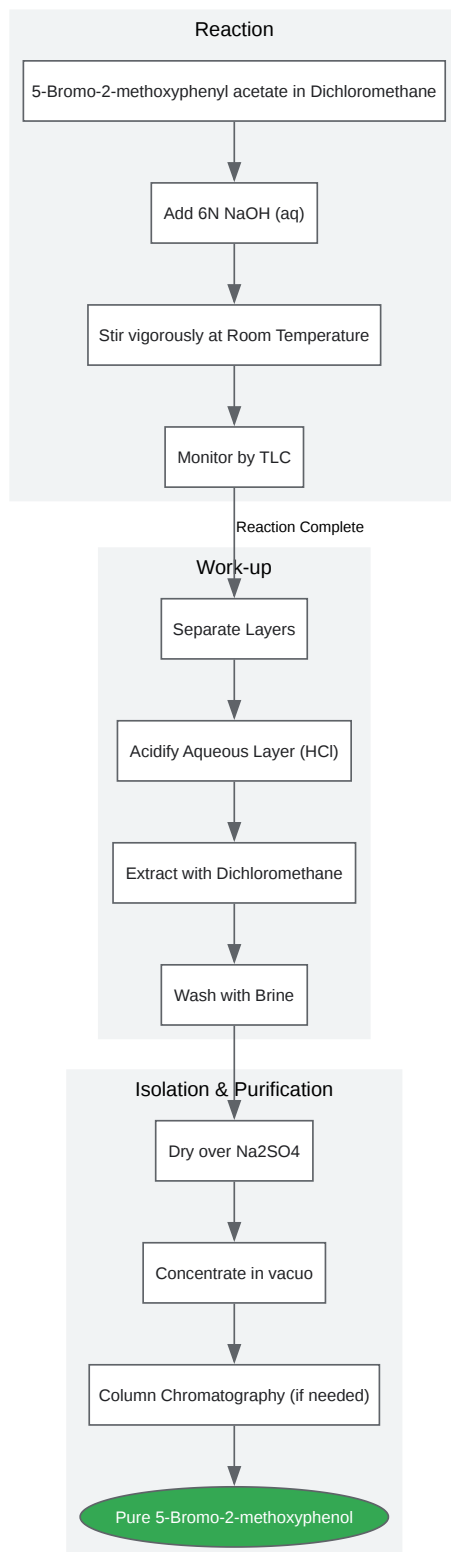 Reaction
5-Bromo-2-methoxyphenyl acetate in Dichloromethane
Add 6N NaOH (aq)
Stir vigorously at Room Temperature
Monitor by TLC
Reaction Complete
Work-up
Separate Layers
Acidify Aqueous Layer (HCl)
Extract with Dichloromethane
Wash with Brine
Isolation & Purification
Dry over Na2SO4
Concentrate in vacuo
Column Chromatography (if needed)
Pure 5-Bromo-2-methoxyphenol